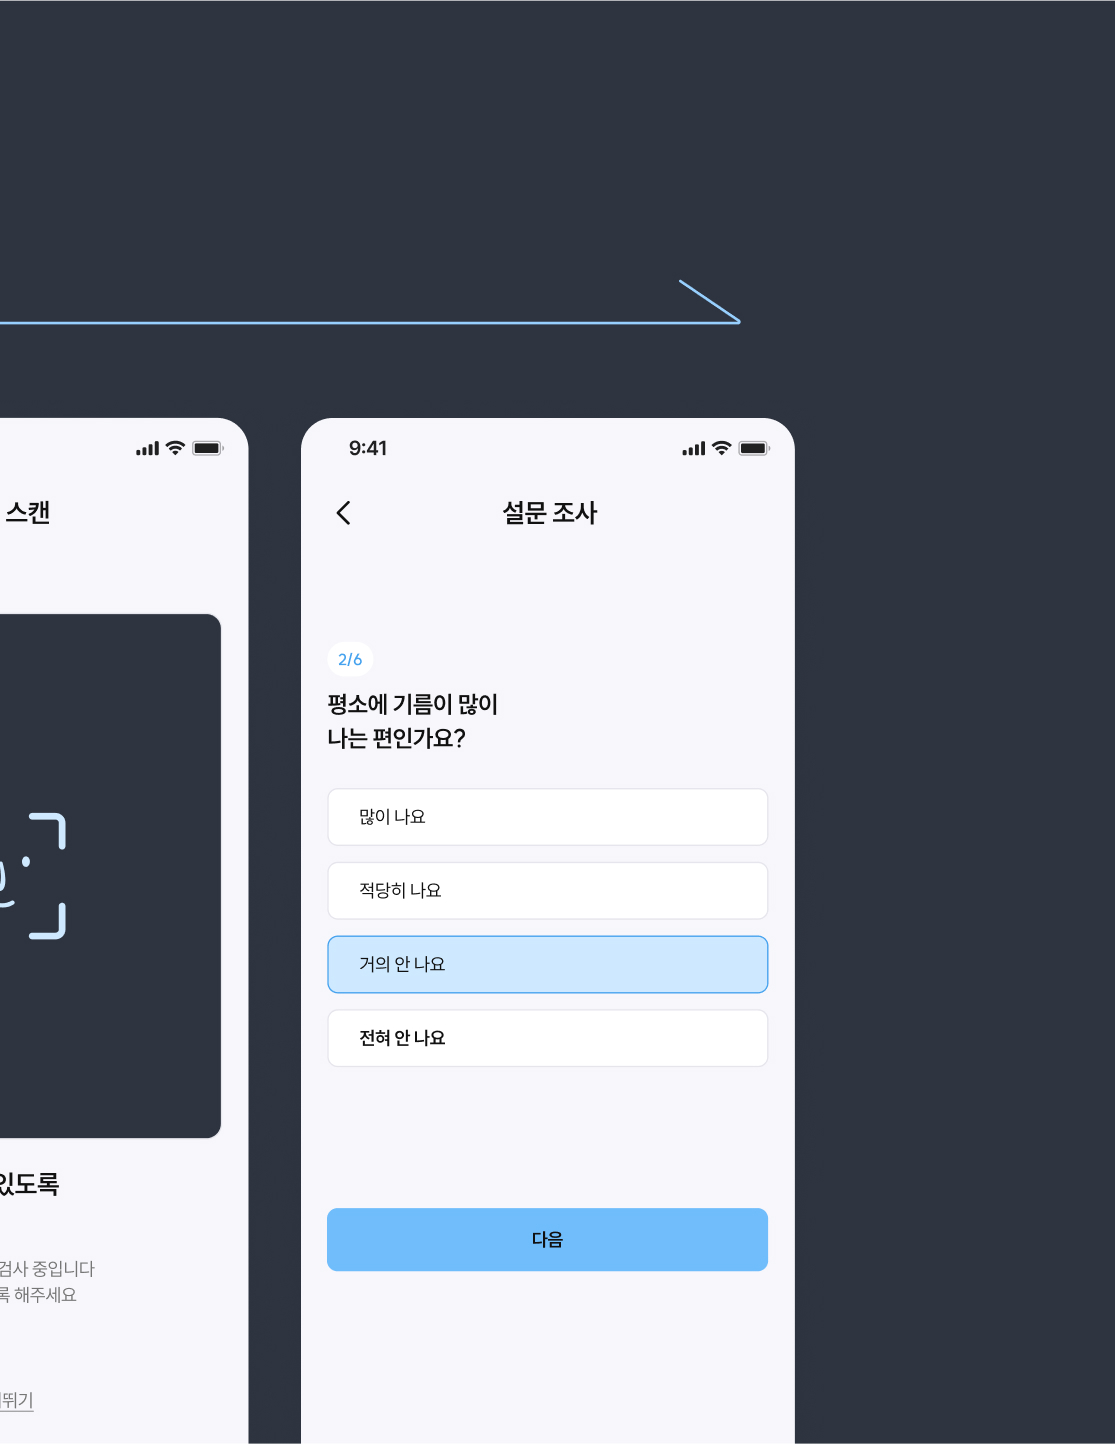 스캔
있도록
검사 중입니다
록 해주세요
뛰기
9:41
설문 조사
2/6
평소에 기름이 많이
나는 편인가요?
많이 나요
적당히 나요
거의 안 나요
전혀 안 나요
다음